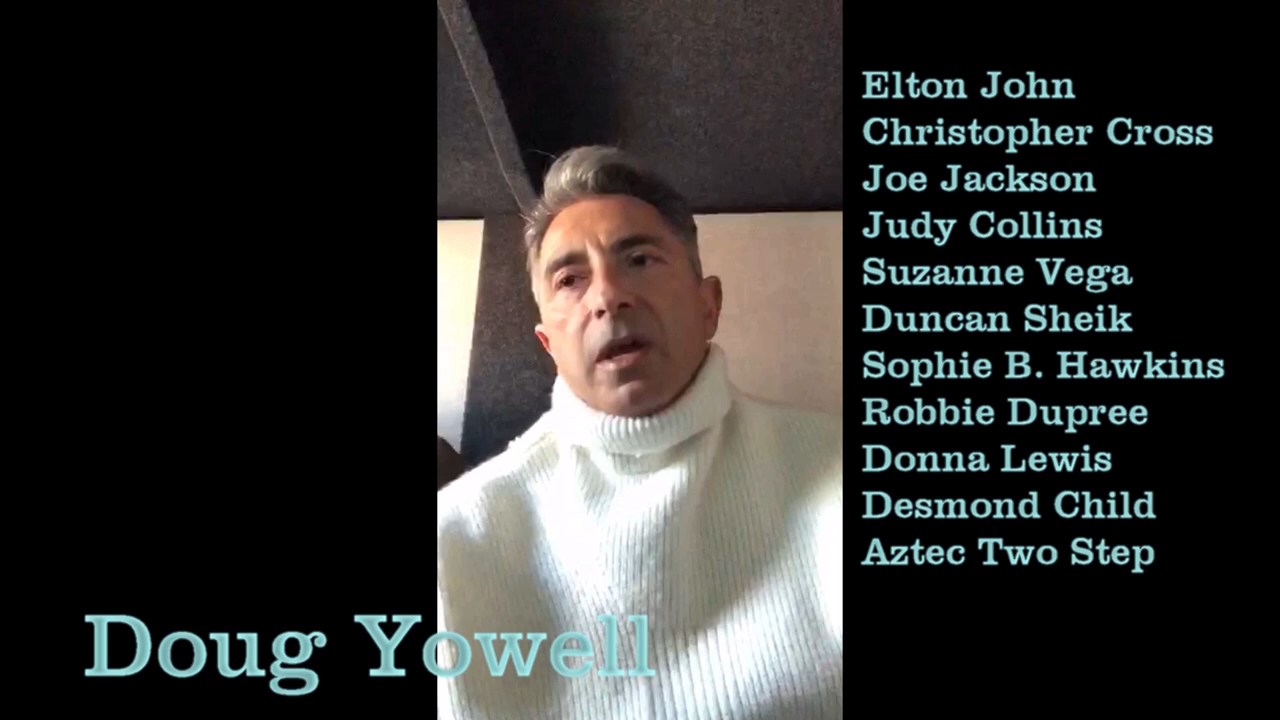 Elton John
Christopher Cross
Joe Jackson
Judy Collins
Suzanne Vega
Duncan Sheik
Sophie B. Hawkins
Robbie Dupree
Donna Lewis
Desmond Child
Aztec Two Step
Doug Yowell